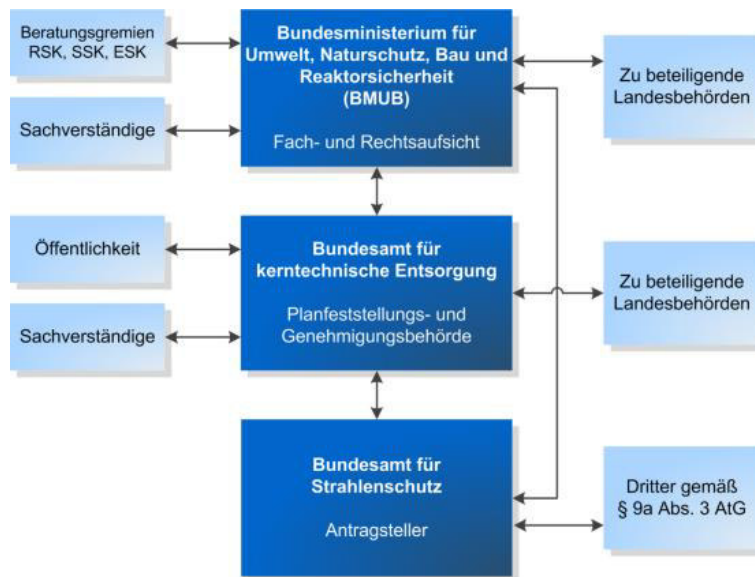 Beratungsgremien
RSK, SSK, ESK
Bundesministerium für
Umwelt, Naturschutz, Bau und
Reaktorsicherheit
(BMUB)
Fach- und Rechtsaufsicht
Zu beteiligende
Landesbehörden
Sachverständige
Öffentlichkeit
Bundesamt für
kerntechnische Entsorgung
Planfeststellungs- und
Genehmigungsbehörde
Zu beteiligende
Landesbehörden
Sachverständige
Bundesamt für
Strahlenschutz
Antragsteller
Dritter gemäß
§ 9a Abs. 3 AtG